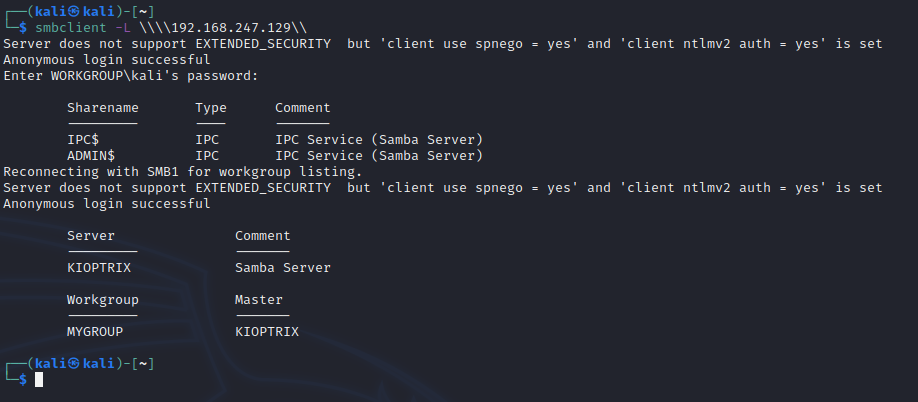 ┌──(kali㉿kali)-[~]
└─$ smbclient -L \\\\192.168.247.129\\
Server does not support EXTENDED_SECURITY  but 'client use spnego = yes' and 'client ntlmv2 auth = yes' is set
Anonymous login successful
Enter WORKGROUP\kali's password:
Sharename       Type      Comment
---------       ----      -------
IPC$            IPC       IPC Service (Samba Server)
ADMIN$          IPC       IPC Service (Samba Server)
Reconnecting with SMB1 for workgroup listing.
Server does not support EXTENDED_SECURITY  but 'client use spnego = yes' and 'client ntlmv2 auth = yes' is set
Anonymous login successful
Server               Comment
---------            -------
KIOPTRIX             Samba Server
Workgroup            Master
---------            -------
MYGROUP              KIOPTRIX
┌──(kali㉿kali)-[~]
└─$